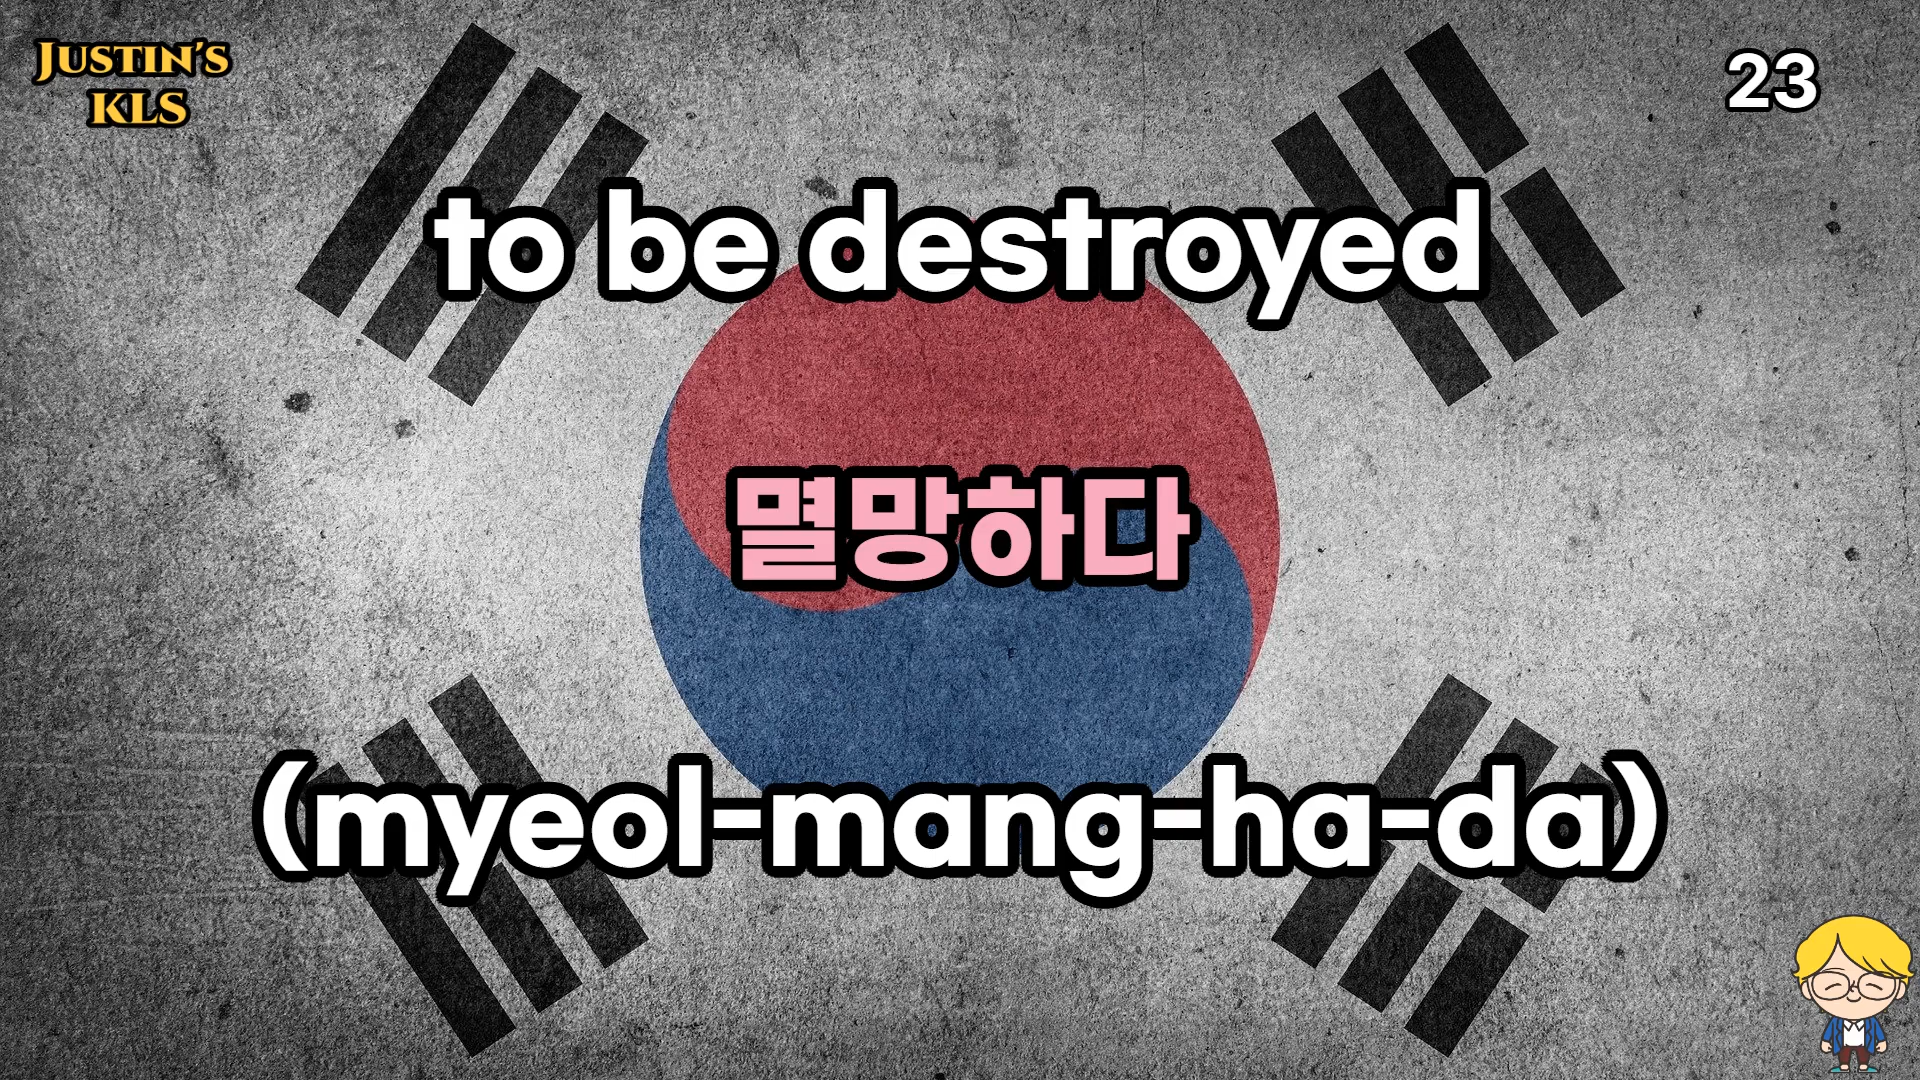 JUSTIN'S
KLS
23
to be destroyed
멸망하다
(myeol-mang-ha-da)